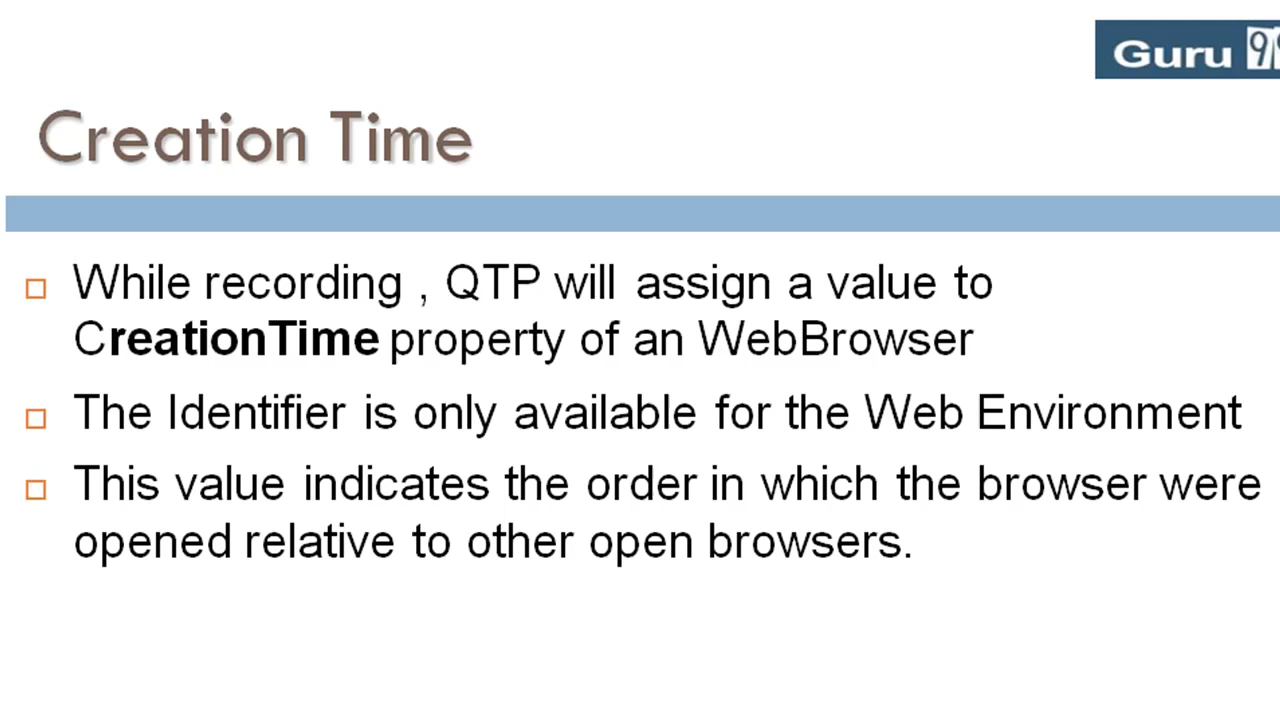 Guru 99
Creation Time
While recording , QTP will assign a value to
CreationTime property of an WebBrowser
The Identifier is only available for the Web Environment
This value indicates the order in which the browser were
opened relative to other open browsers.